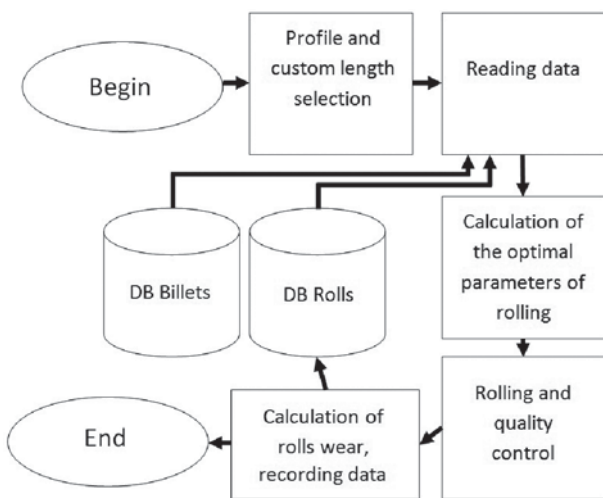 Begin
Profile and
custom length
selection
Reading data
DB Billets
DB Rolls
Calculation of
the optimal
parameters of
rolling
Rolling and
quality
control
Calculation of
rolls wear,
recording data
End